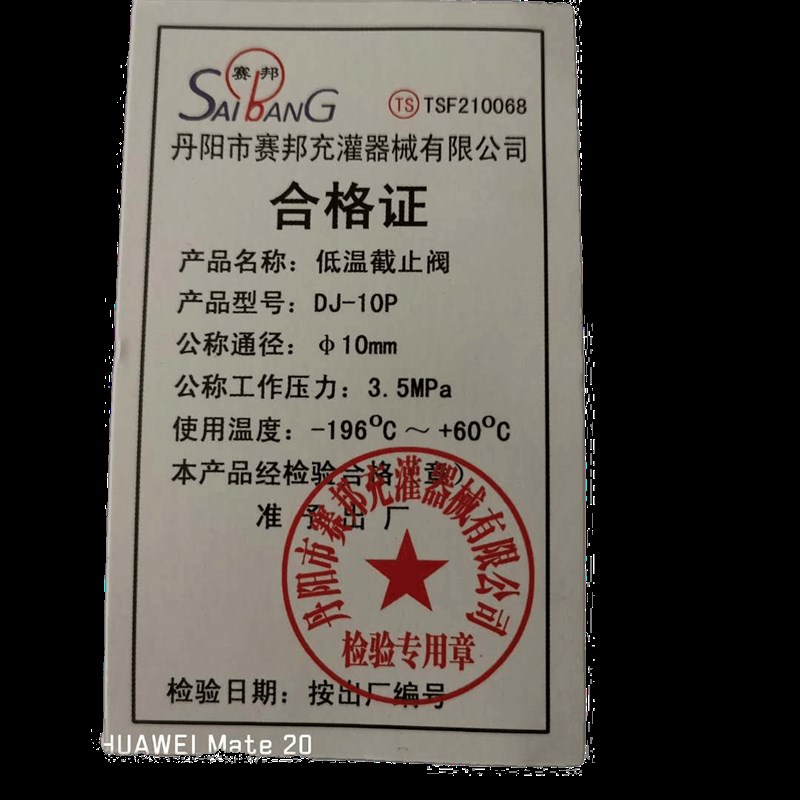 赛邦
SAIbANG
TS TSF210068
丹阳市赛邦充灌器械有限公司
合格证
产品名称：低温截止阀
产品型号：DJ-10P
公称通径：φ10mm
公称工作压力：3.5MPa
使用温度：-196℃～+60℃
本产品经检验合格（章）
准予出厂
丹阳市赛邦充灌器械有限公司
检验专用章
检验日期：按出厂编号
HUAWEI Mate 20